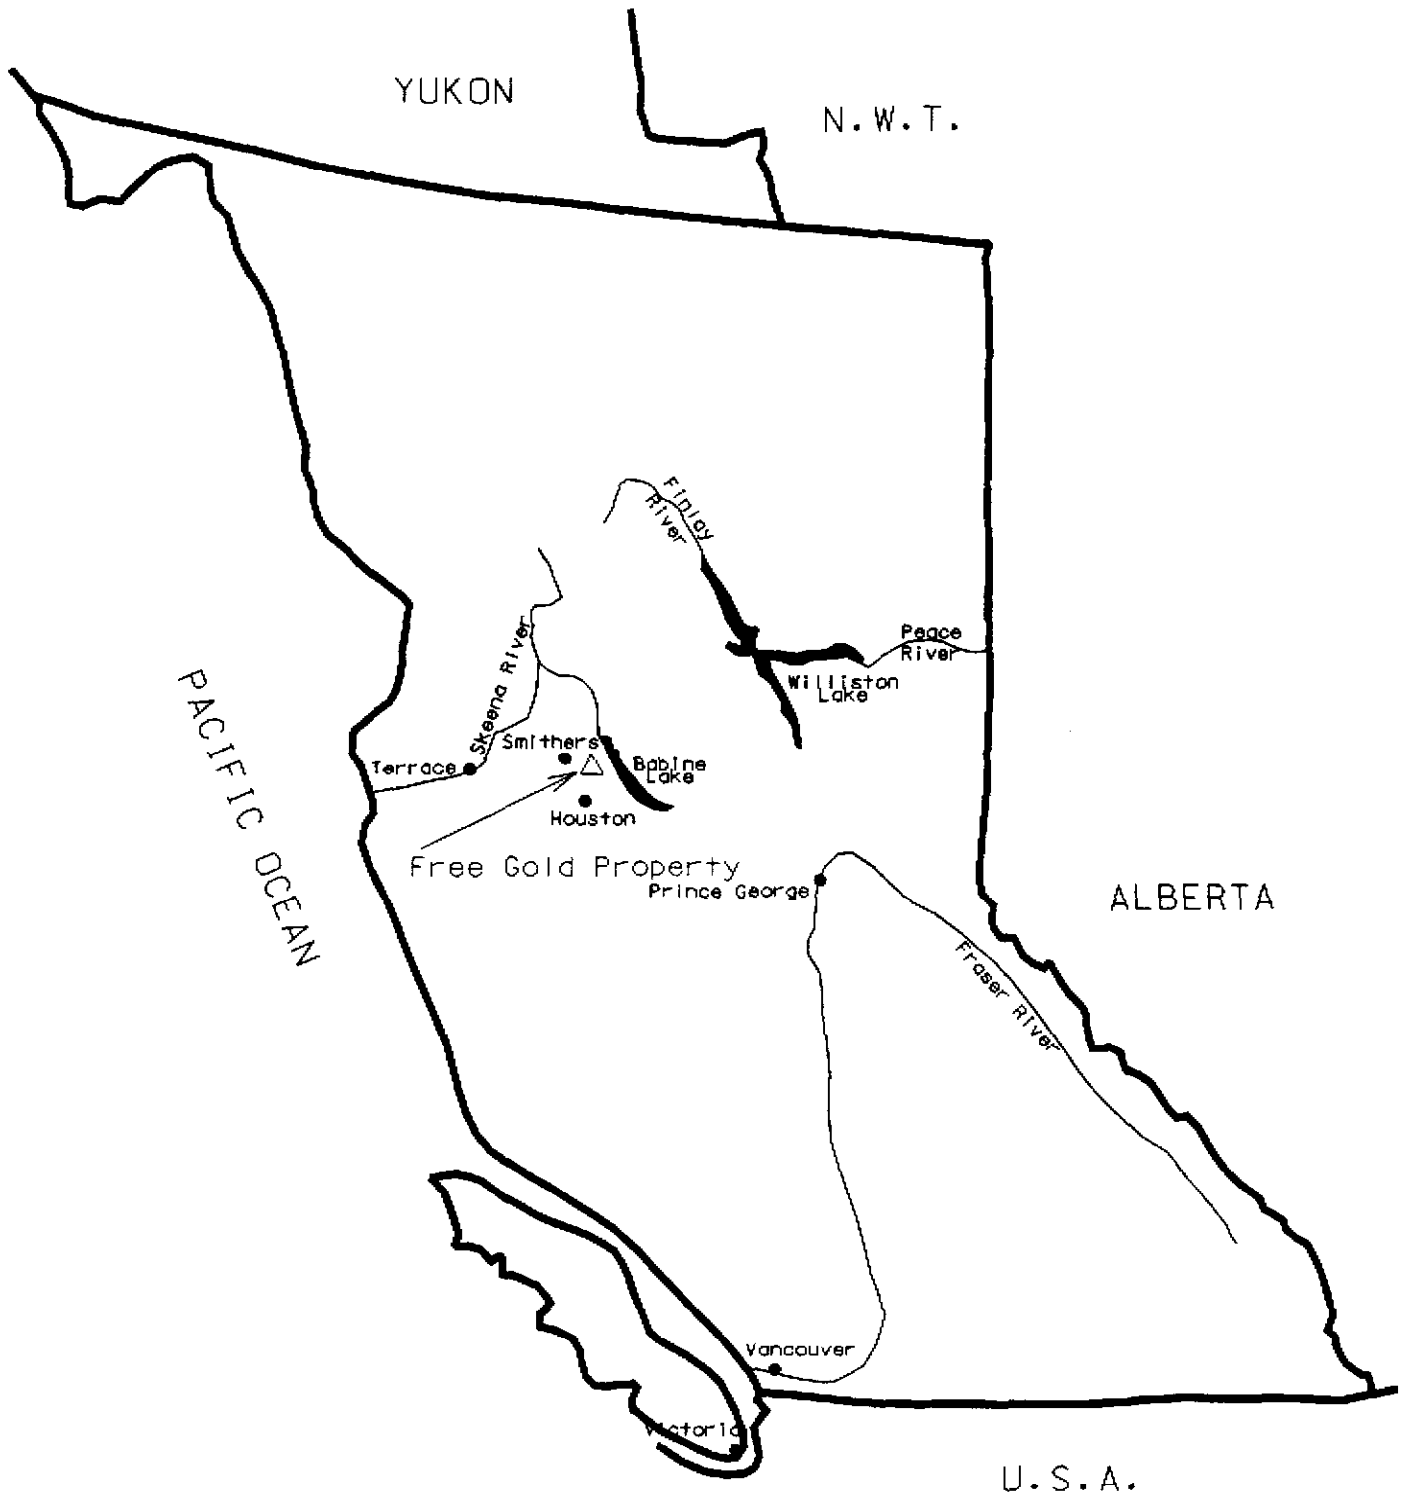 YUKON
N.W.T.
Finlay
River
Peace
River
Skeena River
Williston
Lake
PACIFIC OCEAN
Smithers
Terrace
Babine
Lake
Houston
Free Gold Property
Prince George
ALBERTA
Fraser River
Vancouver
Victoria
U.S.A.